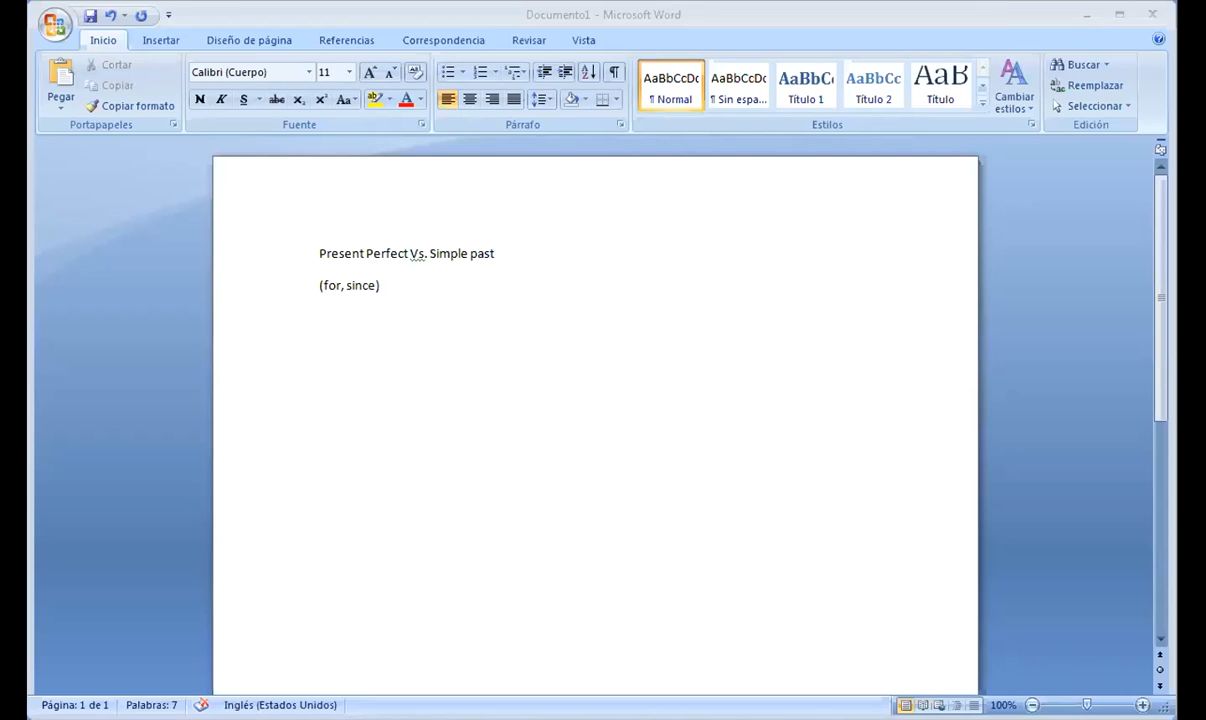 Documento1 - Microsoft Word
Inicio Insertar Diseño de página Referencias Correspondencia Revisar Vista
Pegar
Cortar
Copiar
Copiar formato
Portapapeles
Calibri (Cuerpo) 11
N K S abc x₂ x² Aa
Fuente
Párrafo
AaBbCcDc AaBbCcDc AaBbC AaBbCc AaB
¶ Normal ¶ Sin espa... Título 1 Título 2 Título
Cambiar
estilos
Estilos
Buscar
Reemplazar
Seleccionar
Edición
Present Perfect Vs. Simple past
(for, since)
Página: 1 de 1 Palabras: 7 Inglés (Estados Unidos) 100%